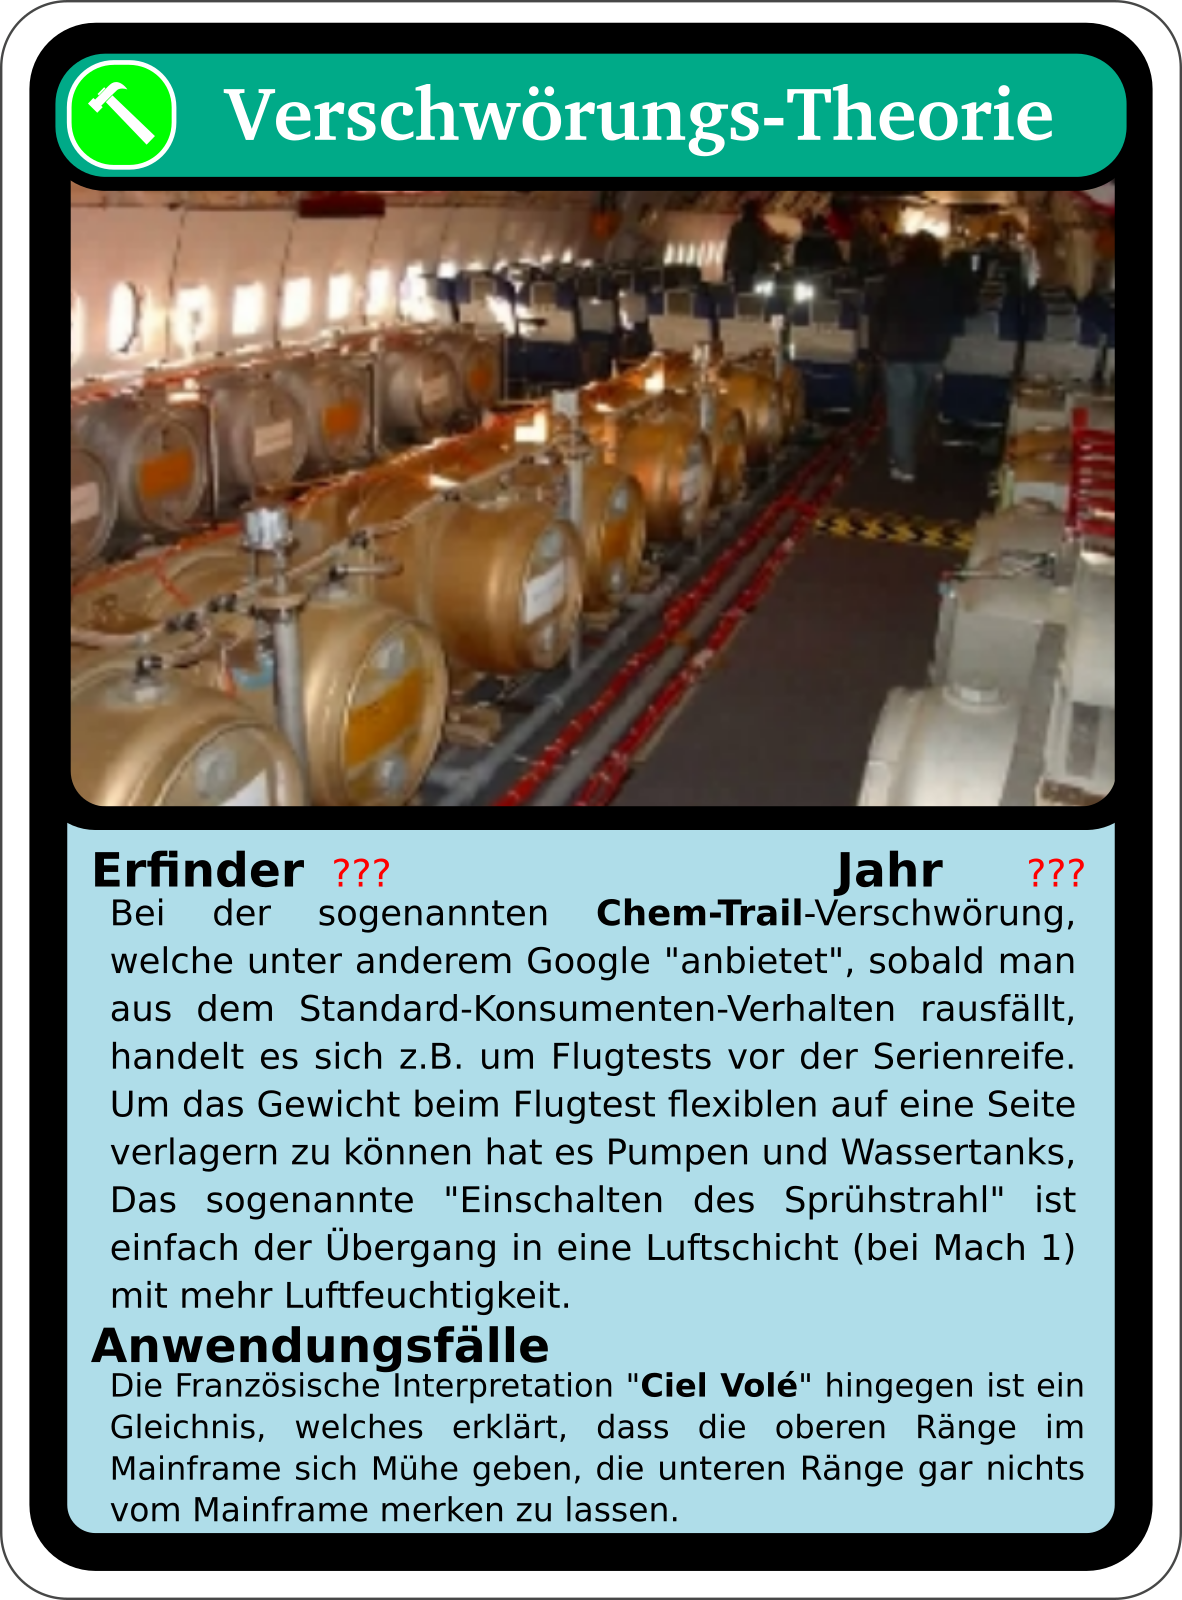 Verschwörungs-Theorie
Erfinder ??? Jahr ???
Bei der sogenannten Chem-Trail-Verschwörung,
welche unter anderem Google "anbietet", sobald man
aus dem Standard-Konsumenten-Verhalten rausfällt,
handelt es sich z.B. um Flugtests vor der Serienreife.
Um das Gewicht beim Flugtest flexiblen auf eine Seite
verlagern zu können hat es Pumpen und Wassertanks,
Das sogenannte "Einschalten des Sprühstrahl" ist
einfach der Übergang in eine Luftschicht (bei Mach 1)
mit mehr Luftfeuchtigkeit.
Anwendungsfälle
Die Französische Interpretation "Ciel Volé" hingegen ist ein
Gleichnis, welches erklärt, dass die oberen Ränge im
Mainframe sich Mühe geben, die unteren Ränge gar nichts
vom Mainframe merken zu lassen.